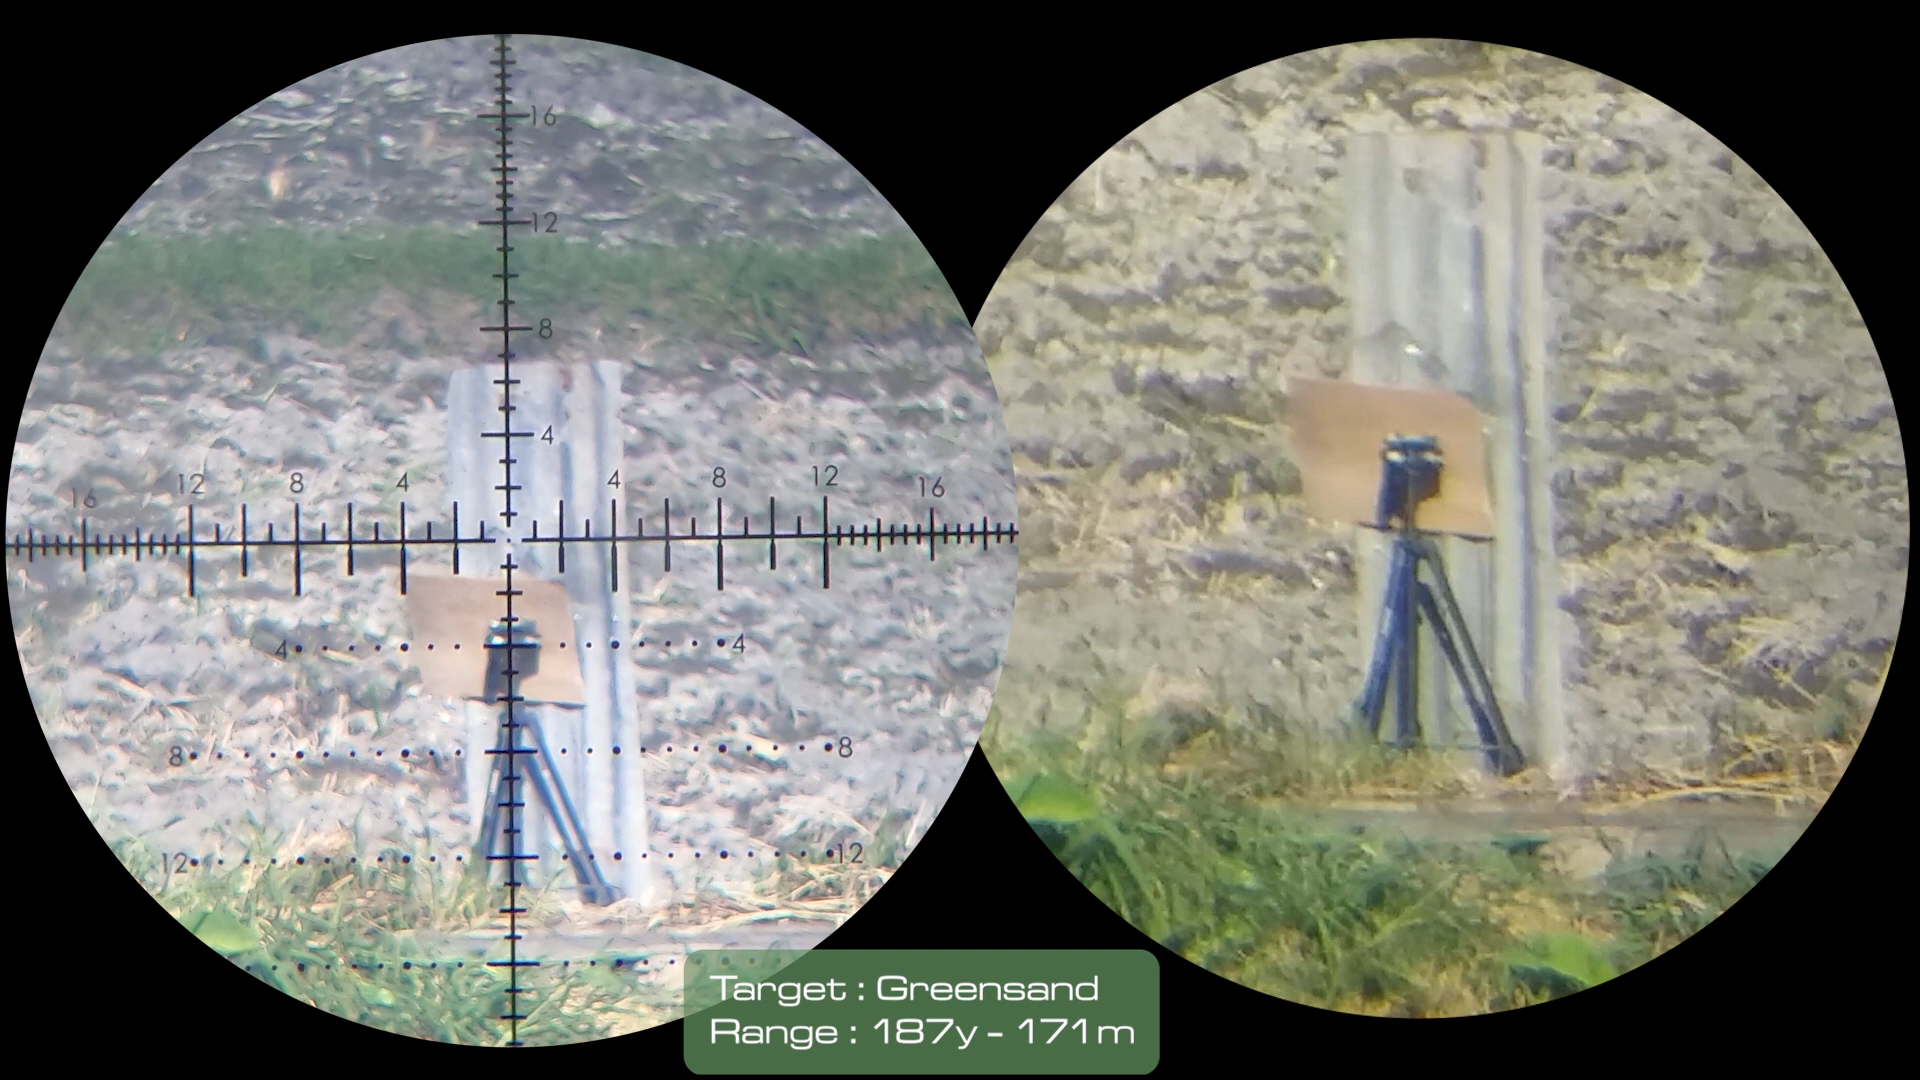 16
12
8
4
16 12 8 4 4 8 12 16
4 4
8 8
12 12
Target : Greensand
Range : 187y - 171m